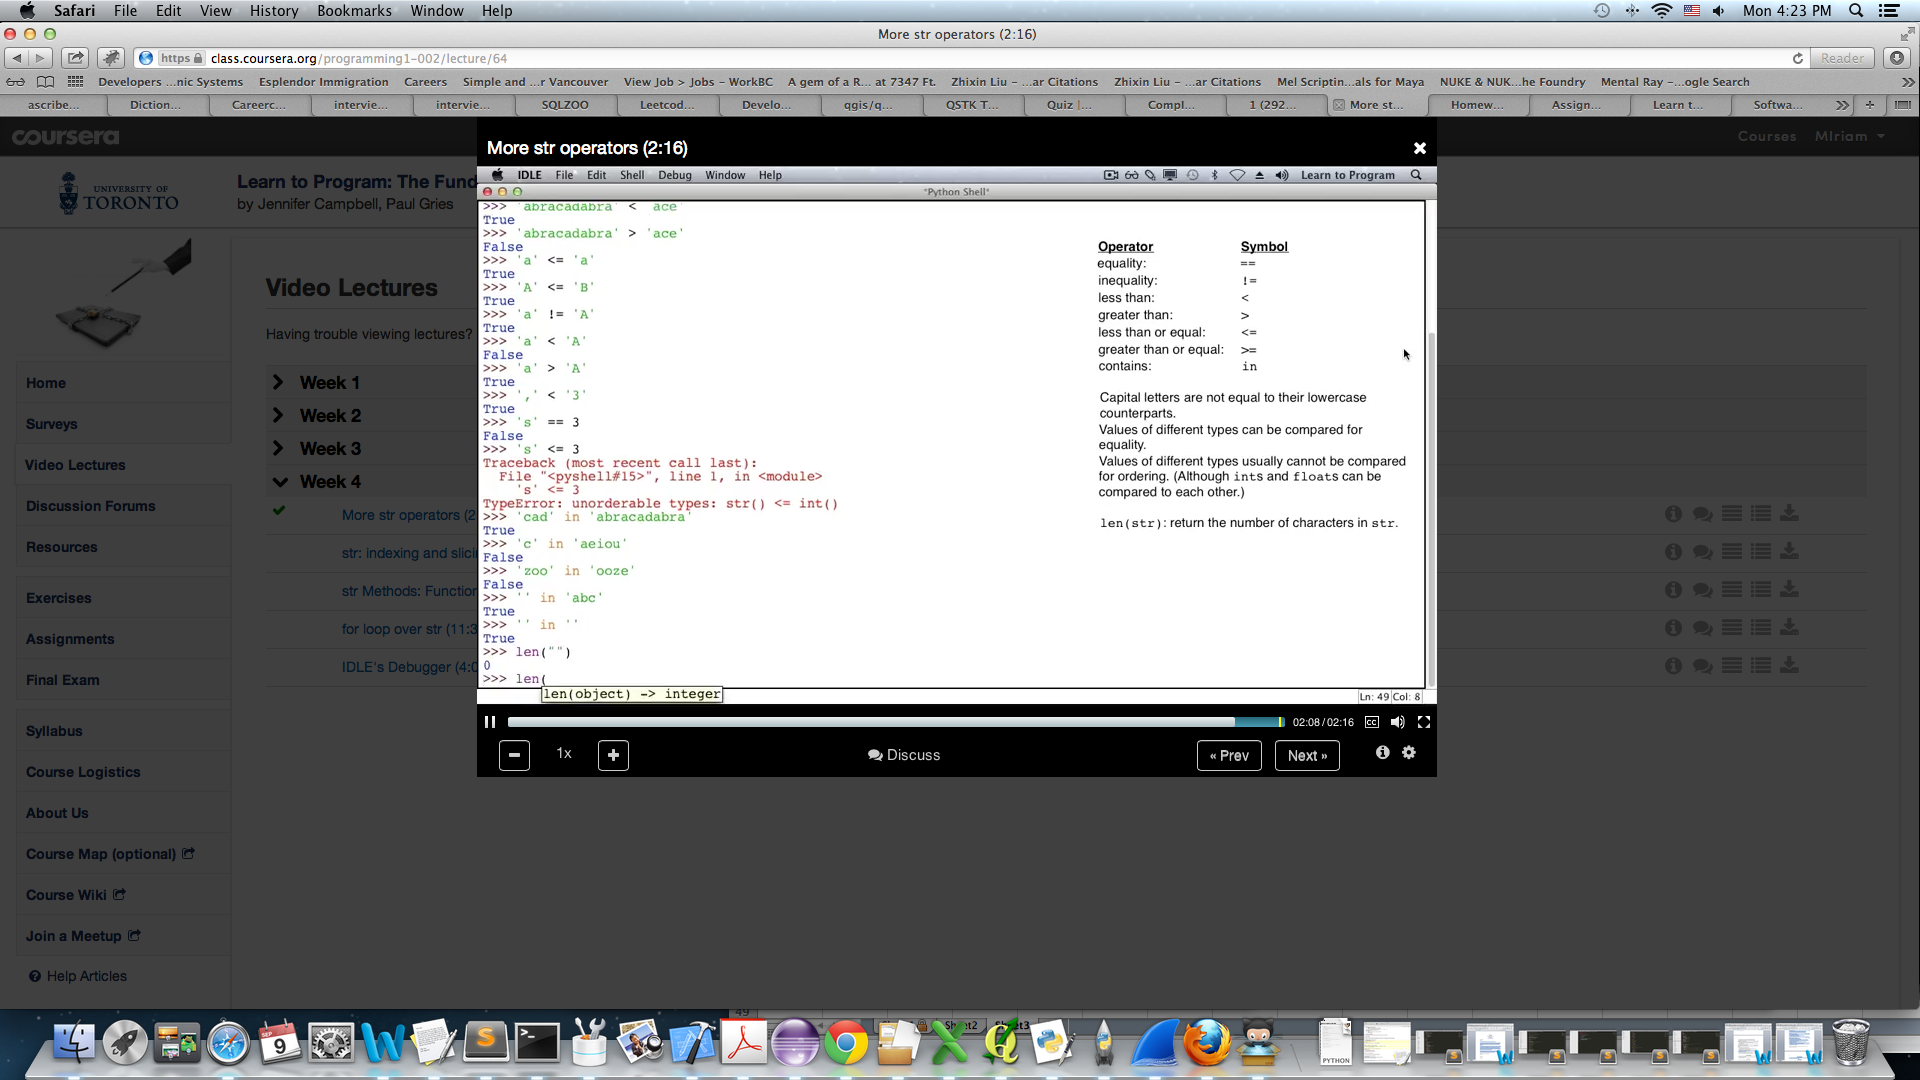 Safari File Edit View History Bookmarks Window Help Mon 4:23 PM
More str operators (2:16)
https class.coursera.org/programming1-002/lecture/64 Reader
Developers ...nic Systems Esplendor Immigration Careers Simple and ...r Vancouver View Job > Jobs – WorkBC A gem of a R... at 7347 Ft. Zhixin Liu – ...ar Citations Zhixin Liu – ...ar Citations Mel Scriptin...als for Maya NUKE & NUK...he Foundry Mental Ray –...ogle Search
ascribe... Diction... Careerc... intervie... intervie... SQLZOO Leetcod... Develo... qgis/q... QSTK T... Quiz |... Compl... 1 (292... More st... Homew... Assign... Learn t... Softwa...
coursera Courses MIriam
UNIVERSITY OF TORONTO
Learn to Program: The Fund
by Jennifer Campbell, Paul Gries
Home
Surveys
Video Lectures
Discussion Forums
Resources
Exercises
Assignments
Final Exam
Syllabus
Course Logistics
About Us
Course Map (optional)
Course Wiki
Join a Meetup
Help Articles
Video Lectures
Having trouble viewing lectures?
Week 1
Week 2
Week 3
Week 4
More str operators (2
str: indexing and slicin
str Methods: Function
for loop over str (11:3
IDLE's Debugger (4:0
More str operators (2:16)
IDLE File Edit Shell Debug Window Help Learn to Program
*Python Shell*
>>> 'abracadabra' < 'ace'
True
>>> 'abracadabra' > 'ace'
False
>>> 'a' <= 'a'
True
>>> 'A' <= 'B'
True
>>> 'a' != 'A'
True
>>> 'a' < 'A'
False
>>> 'a' > 'A'
True
>>> ',' < '3'
True
>>> 's' == 3
False
>>> 's' <= 3
Traceback (most recent call last):
File "<pyshell#15>", line 1, in <module>
's' <= 3
TypeError: unorderable types: str() <= int()
>>> 'cad' in 'abracadabra'
True
>>> 'c' in 'aeiou'
False
>>> 'zoo' in 'ooze'
False
>>> '' in 'abc'
True
>>> '' in ''
True
>>> len("")
0
>>> len(
len(object) -> integer
Operator Symbol
equality: ==
inequality: !=
less than: <
greater than: >
less than or equal: <=
greater than or equal: >=
contains: in
Capital letters are not equal to their lowercase
counterparts.
Values of different types can be compared for
equality.
Values of different types usually cannot be compared
for ordering. (Although ints and floats can be
compared to each other.)
len(str): return the number of characters in str.
Ln: 49 Col: 8
02:08 / 02:16 CC
1x Discuss « Prev Next »
49
Sheet2 Sheet3
SEP 9
PYTHON